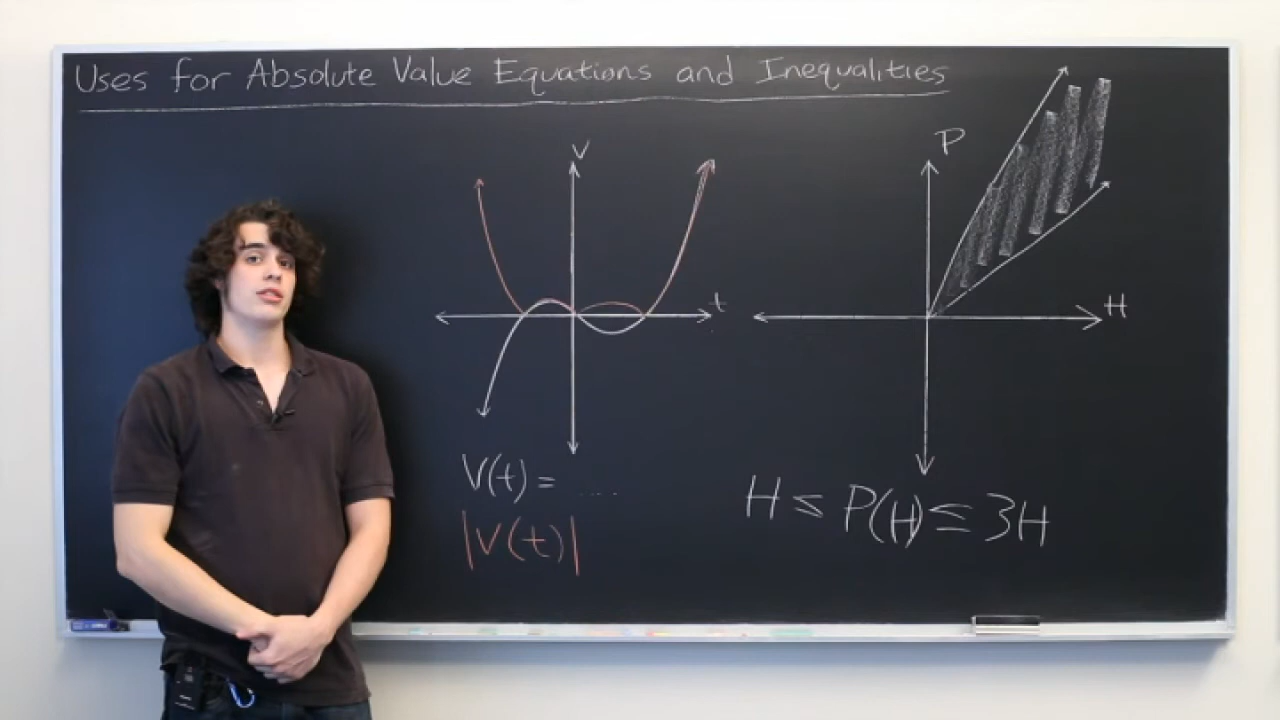 Uses for Absolute Value Equations and Inequalities
V
t
V(t) = ....
|V(t)|
P
H
H ≤ P(H) ≤ 3H